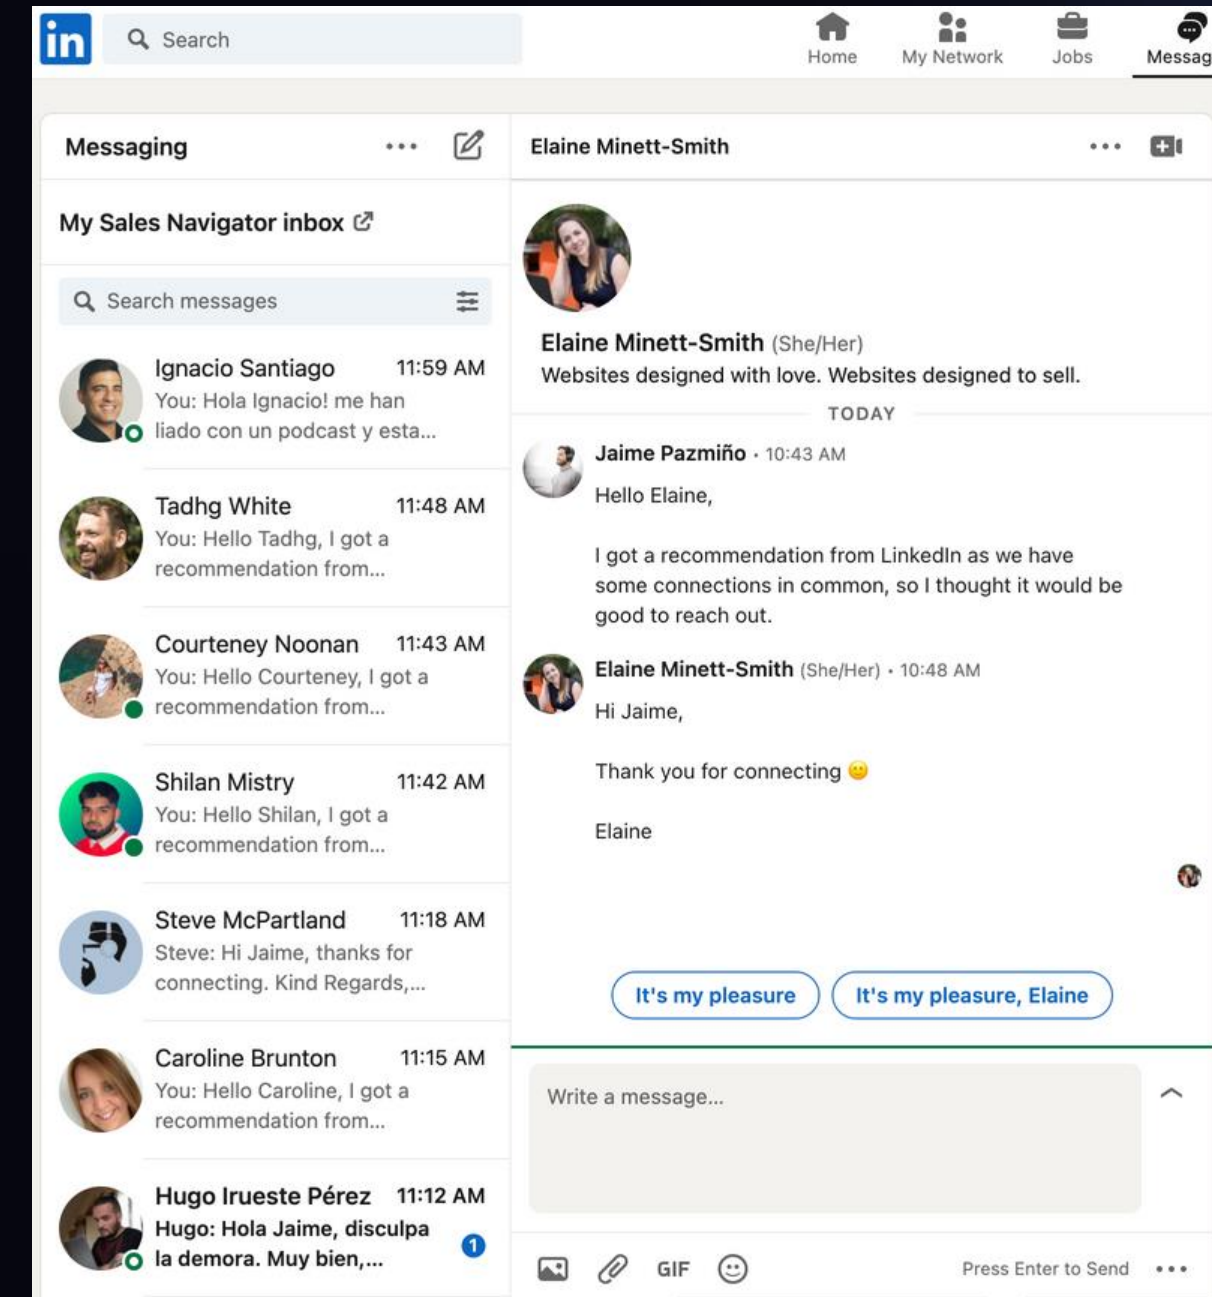 in
Search
Home
My Network
Jobs
Messag
Messaging
My Sales Navigator inbox
Search messages
Ignacio Santiago 11:59 AM
You: Hola Ignacio! me han
liado con un podcast y esta...
Tadhg White 11:48 AM
You: Hello Tadhg, I got a
recommendation from...
Courteney Noonan 11:43 AM
You: Hello Courteney, I got a
recommendation from...
Shilan Mistry 11:42 AM
You: Hello Shilan, I got a
recommendation from...
Steve McPartland 11:18 AM
Steve: Hi Jaime, thanks for
connecting. Kind Regards,...
Caroline Brunton 11:15 AM
You: Hello Caroline, I got a
recommendation from...
Hugo Irueste Pérez 11:12 AM
Hugo: Hola Jaime, disculpa
la demora. Muy bien,...
1
Elaine Minett-Smith
Elaine Minett-Smith (She/Her)
Websites designed with love. Websites designed to sell.
TODAY
Jaime Pazmiño • 10:43 AM
Hello Elaine,
I got a recommendation from LinkedIn as we have
some connections in common, so I thought it would be
good to reach out.
Elaine Minett-Smith (She/Her) • 10:48 AM
Hi Jaime,
Thank you for connecting 🙂
Elaine
It's my pleasure
It's my pleasure, Elaine
Write a message...
GIF
Press Enter to Send